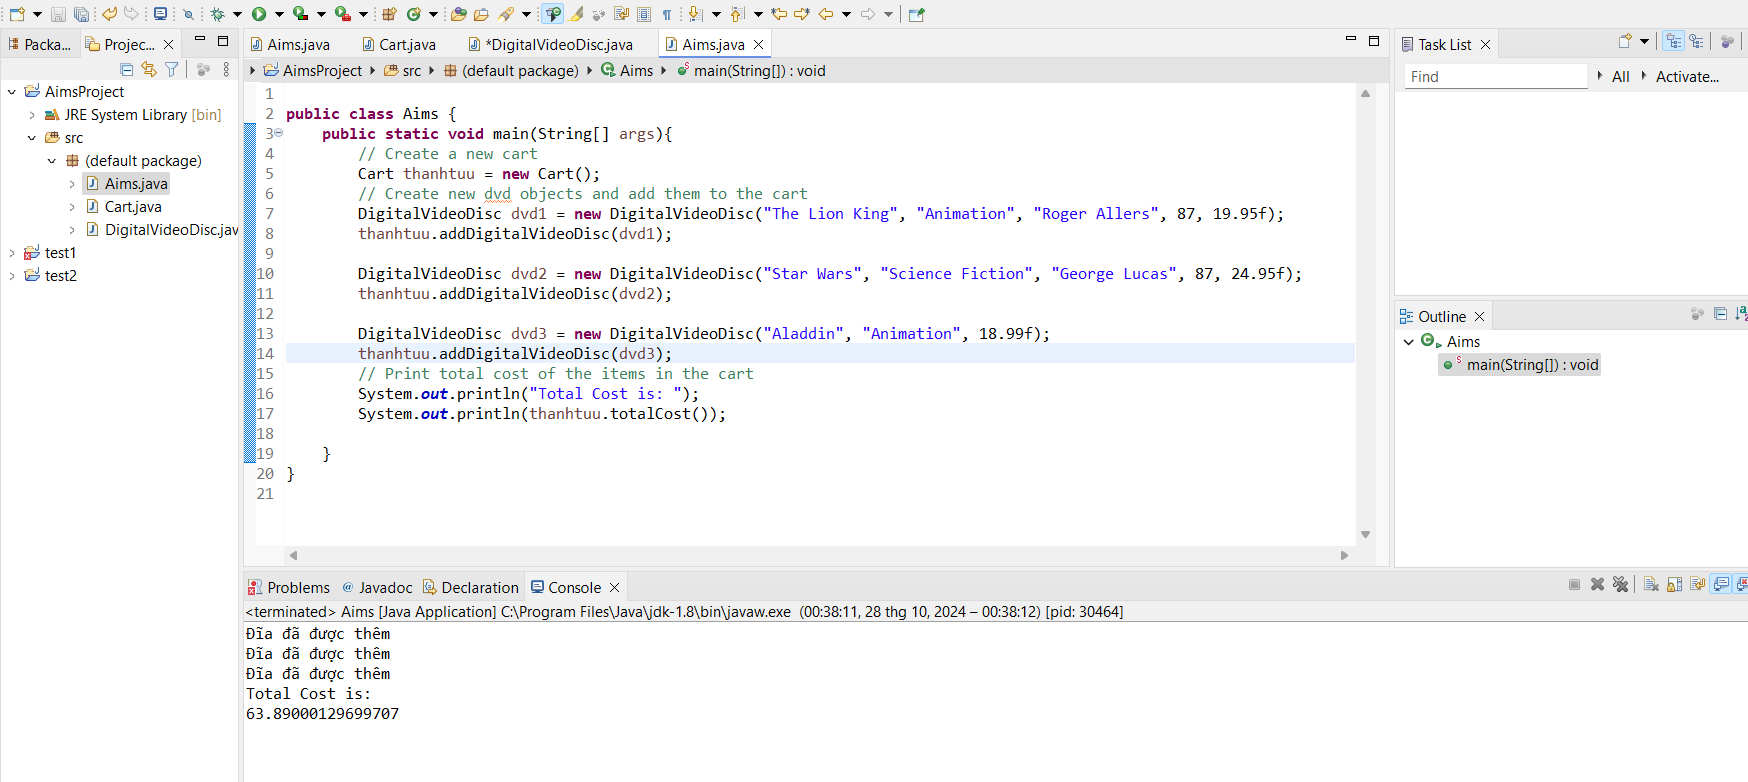 Packa...
Projec...
AimsProject
JRE System Library [bin]
src
(default package)
Aims.java
Cart.java
DigitalVideoDisc.jav
test1
test2
Aims.java
Cart.java
*DigitalVideoDisc.java
Aims.java
AimsProject
src
(default package)
Aims
main(String[]) : void
1
2 public class Aims {
3     public static void main(String[] args){
4         // Create a new cart
5         Cart thanhtuu = new Cart();
6         // Create new dvd objects and add them to the cart
7         DigitalVideoDisc dvd1 = new DigitalVideoDisc("The Lion King", "Animation", "Roger Allers", 87, 19.95f);
8         thanhtuu.addDigitalVideoDisc(dvd1);
9
10         DigitalVideoDisc dvd2 = new DigitalVideoDisc("Star Wars", "Science Fiction", "George Lucas", 87, 24.95f);
11         thanhtuu.addDigitalVideoDisc(dvd2);
12
13         DigitalVideoDisc dvd3 = new DigitalVideoDisc("Aladdin", "Animation", 18.99f);
14         thanhtuu.addDigitalVideoDisc(dvd3);
15         // Print total cost of the items in the cart
16         System.out.println("Total Cost is: ");
17         System.out.println(thanhtuu.totalCost());
18
19     }
20 }
21
Task List
Find
All
Activate...
Outline
Aims
main(String[]) : void
Problems
@ Javadoc
Declaration
Console
<terminated> Aims [Java Application] C:\Program Files\Java\jdk-1.8\bin\javaw.exe (00:38:11, 28 thg 10, 2024 – 00:38:12) [pid: 30464]
Đĩa đã được thêm
Đĩa đã được thêm
Đĩa đã được thêm
Total Cost is:
63.89000129699707